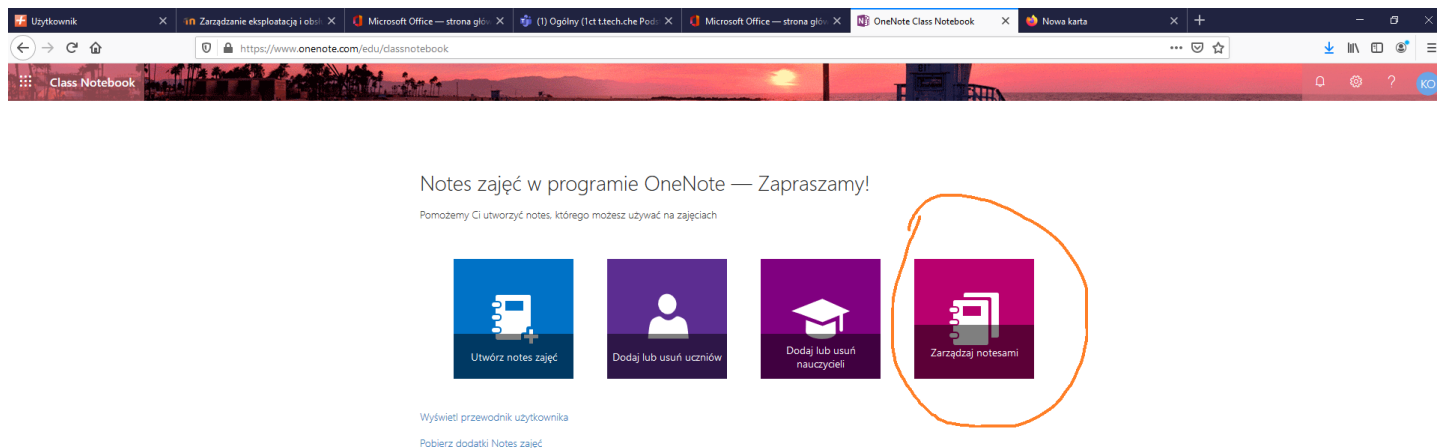 Użytkownik
Zarządzanie eksploatacją i obsł
Microsoft Office — strona głów
(1) Ogólny (1ct t.tech.che Pods
Microsoft Office — strona głów
OneNote Class Notebook
Nowa karta
https://www.onenote.com/edu/classnotebook
Class Notebook
KO
Notes zajęć w programie OneNote — Zapraszamy!
Pomożemy Ci utworzyć notes, którego możesz używać na zajęciach
Utwórz notes zajęć
Dodaj lub usuń uczniów
Dodaj lub usuń
nauczycieli
Zarządzaj notesami
Wyświetl przewodnik użytkownika
Pobierz dodatki Notes zajęć